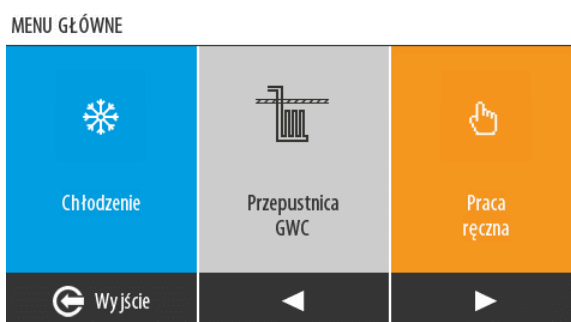 MENU GŁÓWNE
Chłodzenie
Przepustnica
GWC
Praca
ręczna
Wyjście